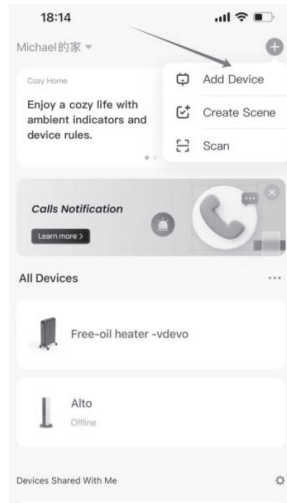 18:14
Michael的家
Add Device
Create Scene
Scan
Cozy Home
Enjoy a cozy life with
ambient indicators and
device rules.
Calls Notification
Learn more >
All Devices
Free-oil heater -vdevo
Alto
Offline
Devices Shared With Me